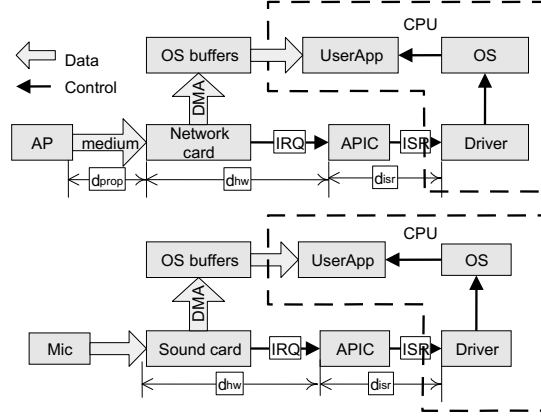 CPU
OS buffers
UserApp
OS
Data
Control
DMA
AP
medium
Network card
IRQ
APIC
ISR
Driver
dprop
dhw
disr
CPU
OS buffers
UserApp
OS
DMA
Mic
Sound card
IRQ
APIC
ISR
Driver
dhw
disr